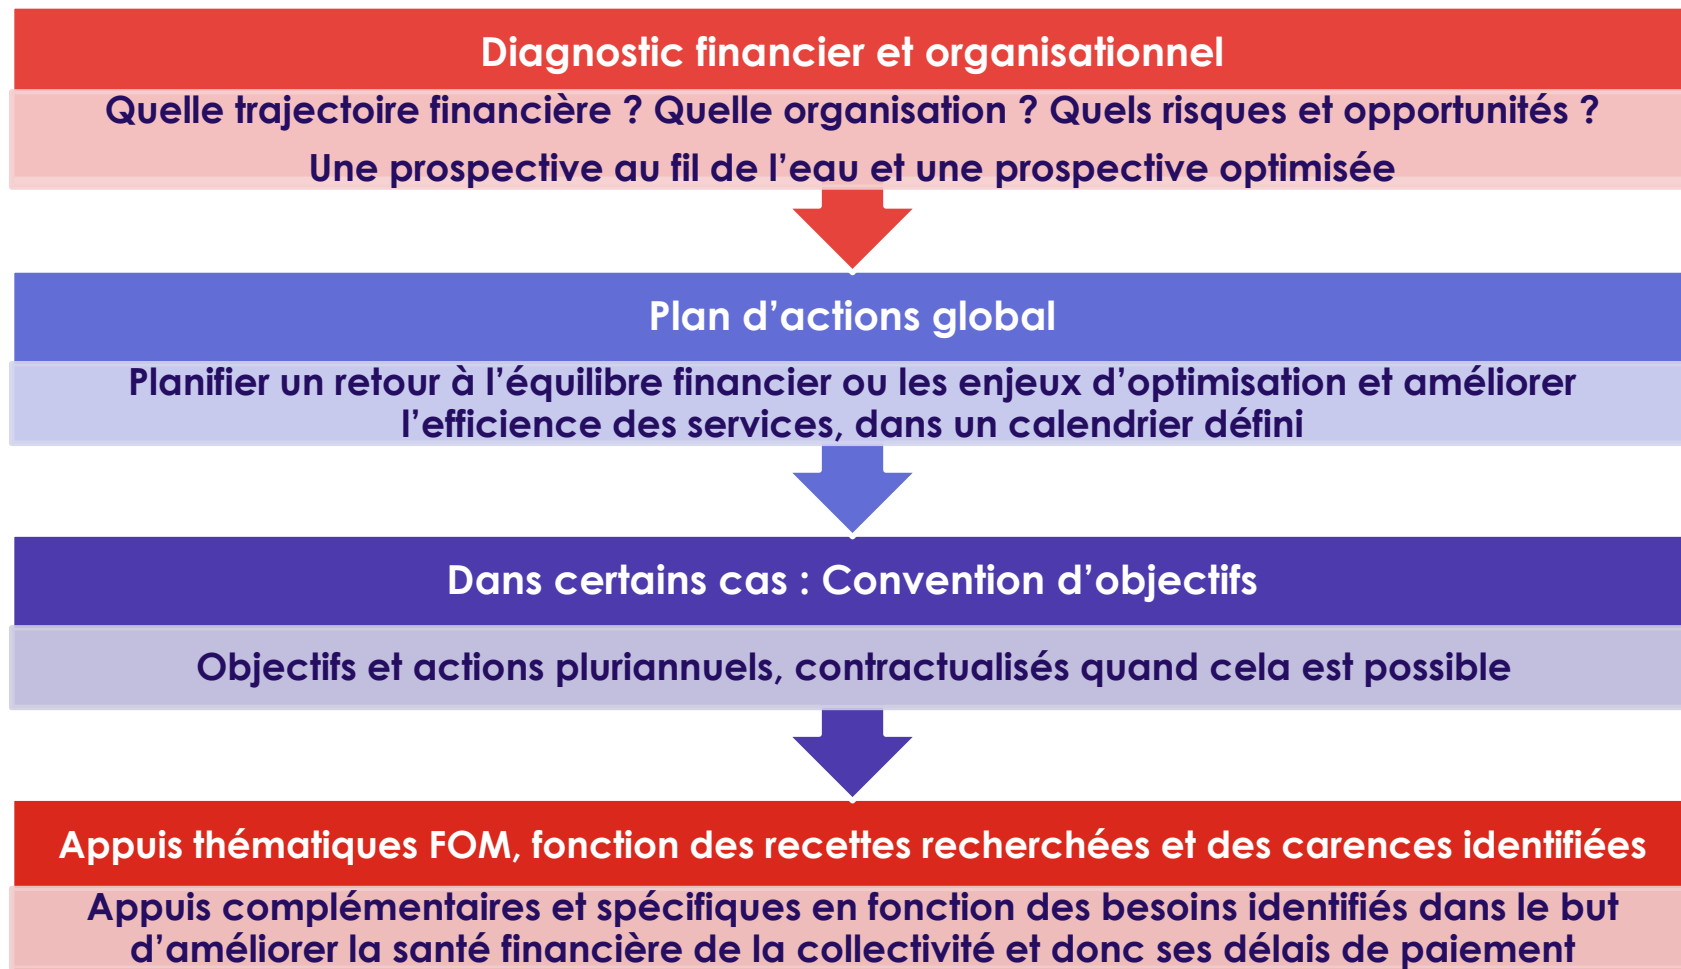 Diagnostic financier et organisationnel
Quelle trajectoire financière ? Quelle organisation ? Quels risques et opportunités ?
Une prospective au fil de l’eau et une prospective optimisée
Plan d’actions global
Planifier un retour à l’équilibre financier ou les enjeux d’optimisation et améliorer
l’efficience des services, dans un calendrier défini
Dans certains cas : Convention d’objectifs
Objectifs et actions pluriannuels, contractualisés quand cela est possible
Appuis thématiques FOM, fonction des recettes recherchées et des carences identifiées
Appuis complémentaires et spécifiques en fonction des besoins identifiés dans le but
d’améliorer la santé financière de la collectivité et donc ses délais de paiement